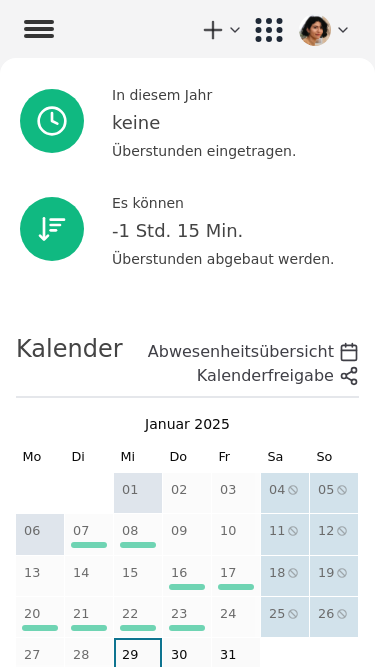 In diesem Jahr
keine
Überstunden eingetragen.
Es können
-1 Std. 15 Min.
Überstunden abgebaut werden.
Kalender
Abwesenheitsübersicht
Kalenderfreigabe
Januar 2025
Mo Di Mi Do Fr Sa So
01 02 03 04 05
06 07 08 09 10 11 12
13 14 15 16 17 18 19
20 21 22 23 24 25 26
27 28 29 30 31